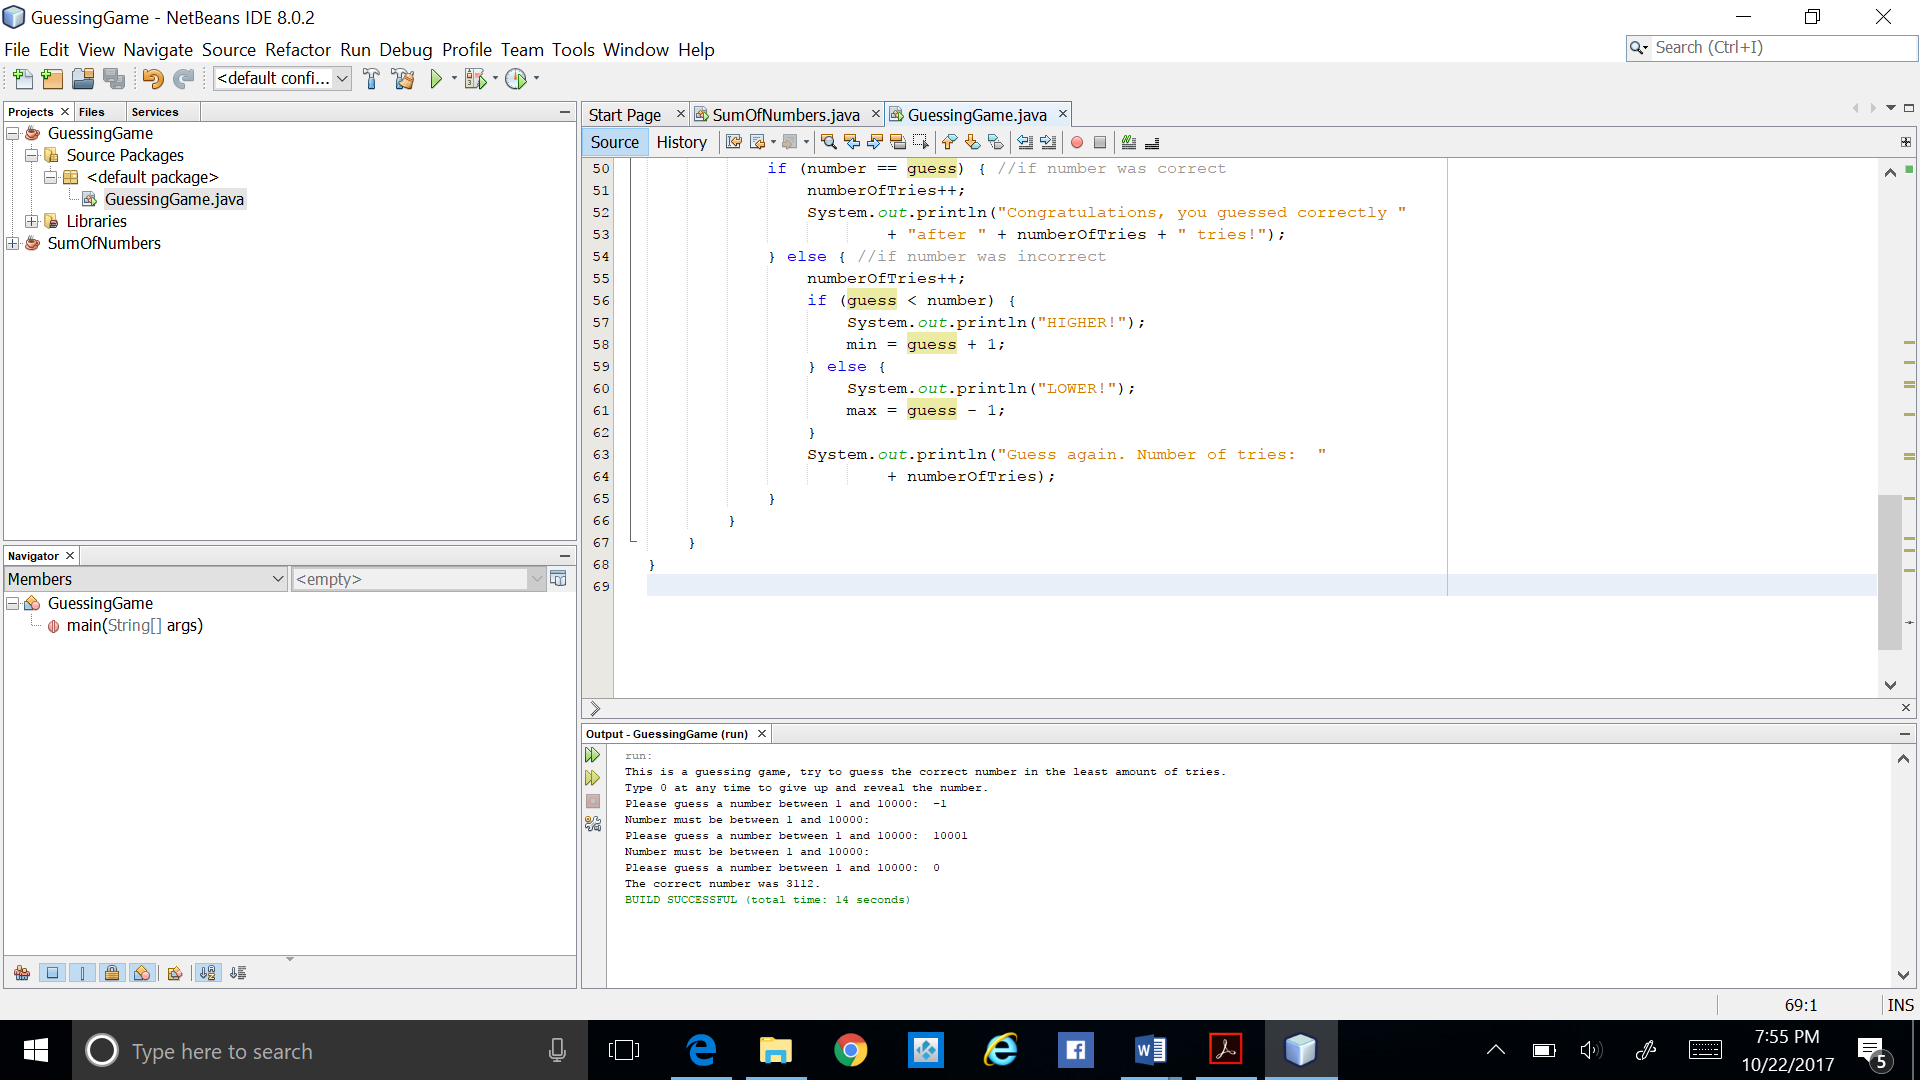 GuessingGame - NetBeans IDE 8.0.2
File Edit View Navigate Source Refactor Run Debug Profile Team Tools Window Help
Search (Ctrl+I)
<default confi...
Projects Files Services
GuessingGame
Source Packages
<default package>
GuessingGame.java
Libraries
SumOfNumbers
Navigator
Members <empty>
GuessingGame
main(String[] args)
Start Page SumOfNumbers.java GuessingGame.java
Source History
50 if (number == guess) { //if number was correct
51 numberOfTries++;
52 System.out.println("Congratulations, you guessed correctly "
53 + "after " + numberOfTries + " tries!");
54 } else { //if number was incorrect
55 numberOfTries++;
56 if (guess < number) {
57 System.out.println("HIGHER!");
58 min = guess + 1;
59 } else {
60 System.out.println("LOWER!");
61 max = guess - 1;
62 }
63 System.out.println("Guess again. Number of tries:  "
64 + numberOfTries);
65 }
66 }
67 }
68 }
69
Output - GuessingGame (run)
run:
This is a guessing game, try to guess the correct number in the least amount of tries.
Type 0 at any time to give up and reveal the number.
Please guess a number between 1 and 10000:  -1
Number must be between 1 and 10000:
Please guess a number between 1 and 10000:  10001
Number must be between 1 and 10000:
Please guess a number between 1 and 10000:  0
The correct number was 3112.
BUILD SUCCESSFUL (total time: 14 seconds)
69:1 INS
Type here to search
7:55 PM
10/22/2017
5